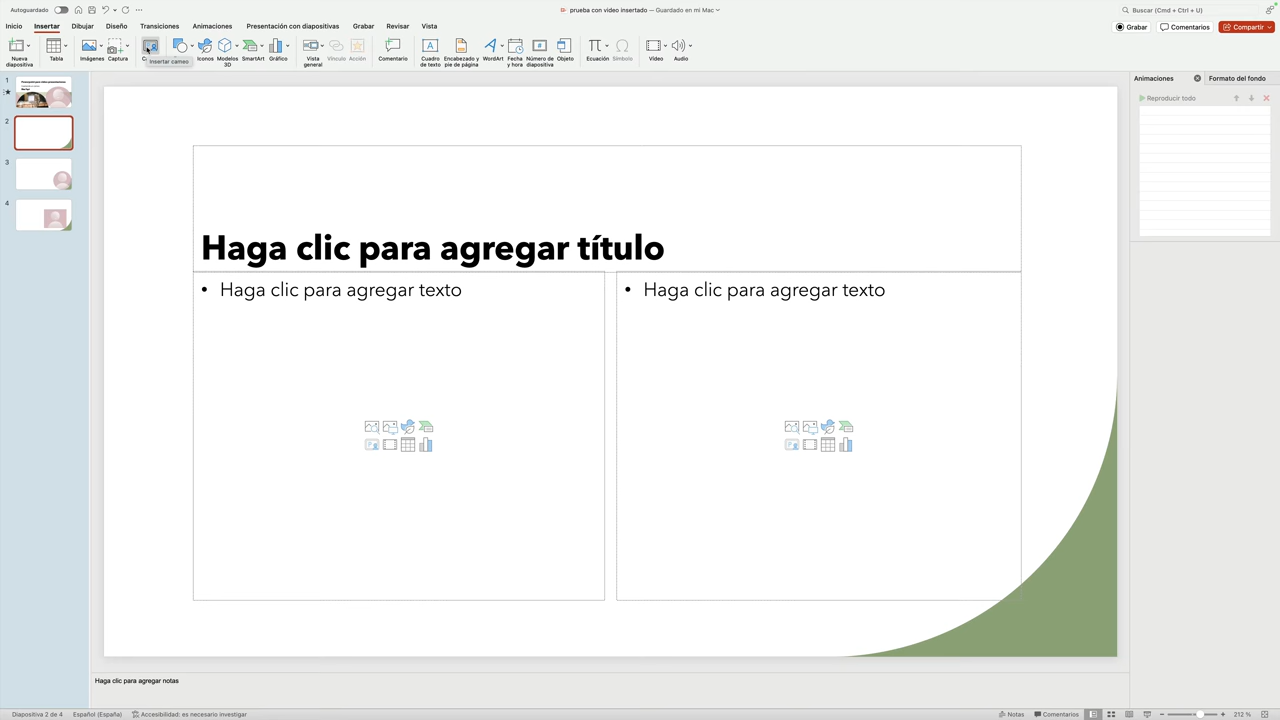 Autoguardado
prueba con video insertado — Guardado en mi Mac
Buscar (Cmd + Ctrl + U)
Inicio
Insertar
Dibujar
Diseño
Transiciones
Animaciones
Presentación con diapositivas
Grabar
Revisar
Vista
Grabar
Comentarios
Compartir
Nueva
diapositiva
Tabla
Imágenes
Captura
Insertar cameo
Iconos
Modelos
3D
SmartArt
Gráfico
Vista
general
Vínculo
Acción
Comentario
Cuadro
de texto
Encabezado y
pie de página
WordArt
Fecha
y hora
Número de
diapositiva
Objeto
Ecuación
Símbolo
Vídeo
Audio
1
2
3
4
Haga clic para agregar título
• Haga clic para agregar texto
• Haga clic para agregar texto
Animaciones
Formato del fondo
Reproducir todo
Haga clic para agregar notas
Diapositiva 2 de 4
Español (España)
Accesibilidad: es necesario investigar
Notas
Comentarios
212 %